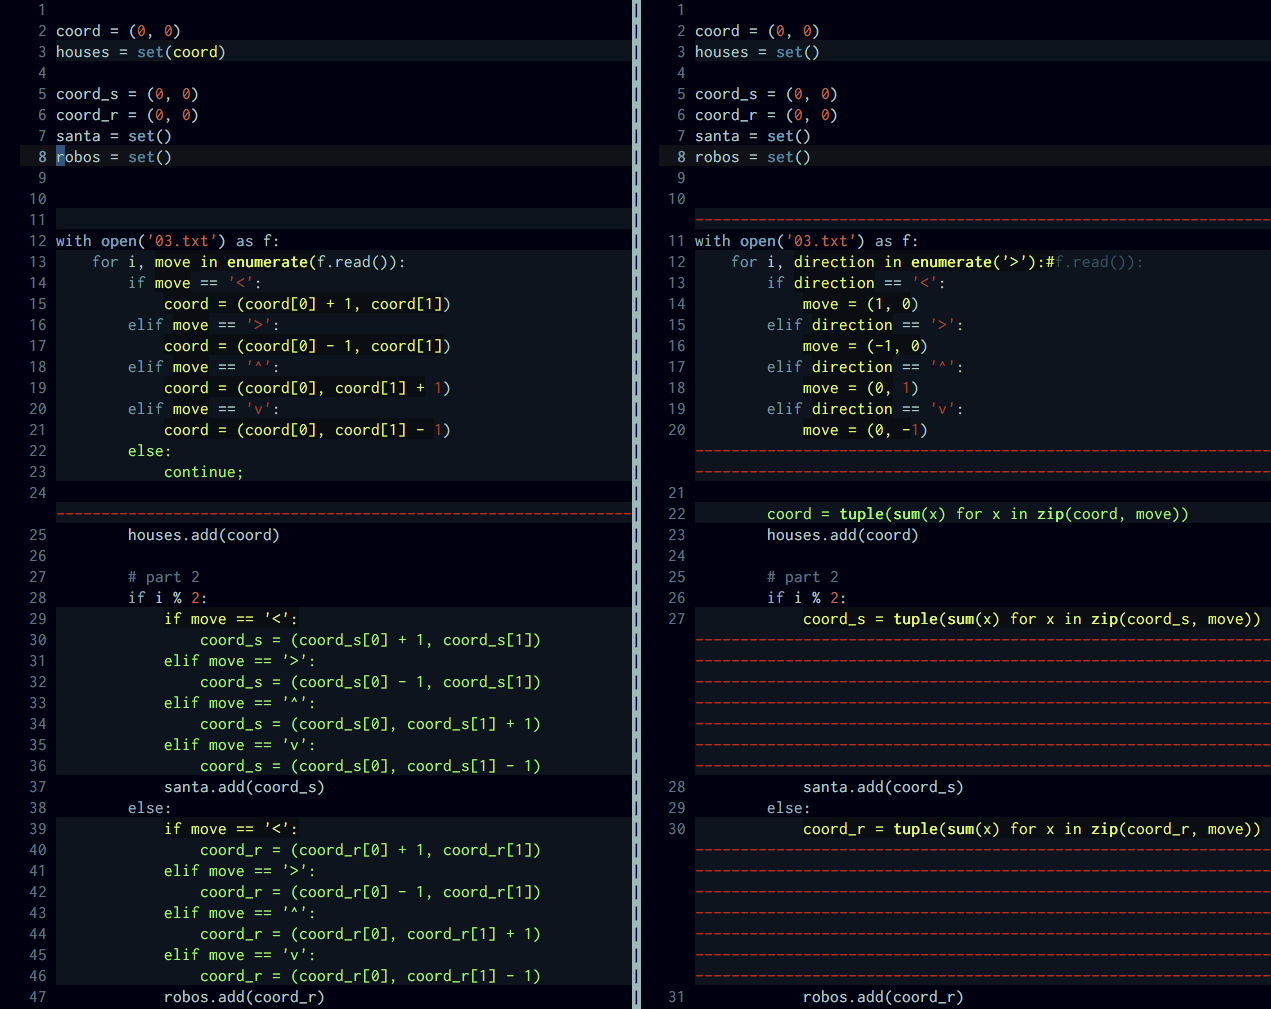 1
2 coord = (0, 0)
3 houses = set(coord)
4
5 coord_s = (0, 0)
6 coord_r = (0, 0)
7 santa = set()
8 robos = set()
9
10
11
12 with open('03.txt') as f:
13     for i, move in enumerate(f.read()):
14         if move == '<':
15             coord = (coord[0] + 1, coord[1])
16         elif move == '>':
17             coord = (coord[0] - 1, coord[1])
18         elif move == '^':
19             coord = (coord[0], coord[1] + 1)
20         elif move == 'v':
21             coord = (coord[0], coord[1] - 1)
22         else:
23             continue;
24
25         houses.add(coord)
26
27         # part 2
28         if i % 2:
29             if move == '<':
30                 coord_s = (coord_s[0] + 1, coord_s[1])
31             elif move == '>':
32                 coord_s = (coord_s[0] - 1, coord_s[1])
33             elif move == '^':
34                 coord_s = (coord_s[0], coord_s[1] + 1)
35             elif move == 'v':
36                 coord_s = (coord_s[0], coord_s[1] - 1)
37             santa.add(coord_s)
38         else:
39             if move == '<':
40                 coord_r = (coord_r[0] + 1, coord_r[1])
41             elif move == '>':
42                 coord_r = (coord_r[0] - 1, coord_r[1])
43             elif move == '^':
44                 coord_r = (coord_r[0], coord_r[1] + 1)
45             elif move == 'v':
46                 coord_r = (coord_r[0], coord_r[1] - 1)
47             robos.add(coord_r)
1
2 coord = (0, 0)
3 houses = set()
4
5 coord_s = (0, 0)
6 coord_r = (0, 0)
7 santa = set()
8 robos = set()
9
10
11 with open('03.txt') as f:
12     for i, direction in enumerate('>'):#f.read()):
13         if direction == '<':
14             move = (1, 0)
15         elif direction == '>':
16             move = (-1, 0)
17         elif direction == '^':
18             move = (0, 1)
19         elif direction == 'v':
20             move = (0, -1)
21
22         coord = tuple(sum(x) for x in zip(coord, move))
23         houses.add(coord)
24
25         # part 2
26         if i % 2:
27             coord_s = tuple(sum(x) for x in zip(coord_s, move))
28             santa.add(coord_s)
29         else:
30             coord_r = tuple(sum(x) for x in zip(coord_r, move))
31             robos.add(coord_r)